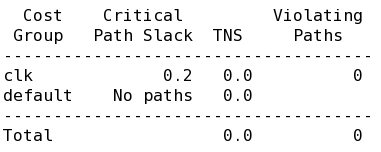 Cost Critical Violating
Group Path Slack TNS Paths
-------------------------------------
clk 0.2 0.0 0
default No paths 0.0
-------------------------------------
Total 0.0 0